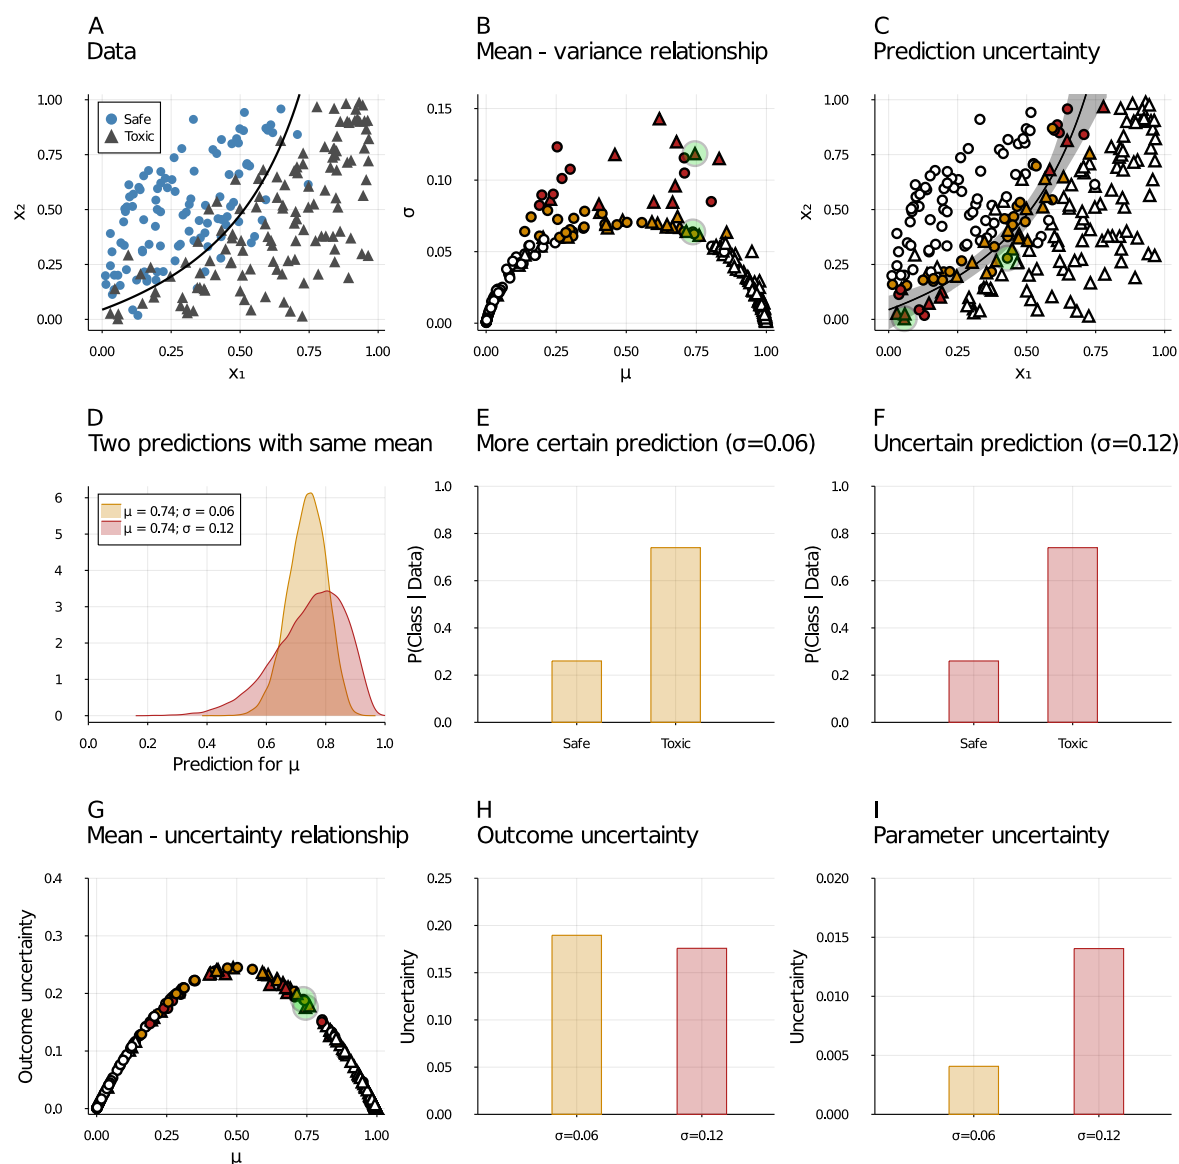 A
Data
1.00
0.75
0.50
0.25
0.00
x₂
Safe
Toxic
0.00 0.25 0.50 0.75 1.00
x₁
B
Mean - variance relationship
0.15
0.10
0.05
0.00
σ
0.00 0.25 0.50 0.75 1.00
μ
C
Prediction uncertainty
1.00
0.75
0.50
0.25
0.00
x₂
0.00 0.25 0.50 0.75 1.00
x₁
D
Two predictions with same mean
6
5
4
3
2
1
0
μ = 0.74; σ = 0.06
μ = 0.74; σ = 0.12
0.0 0.2 0.4 0.6 0.8 1.0
Prediction for μ
E
More certain prediction (σ=0.06)
1.0
0.8
0.6
0.4
0.2
0.0
P(Class | Data)
Safe Toxic
F
Uncertain prediction (σ=0.12)
1.0
0.8
0.6
0.4
0.2
0.0
P(Class | Data)
Safe Toxic
G
Mean - uncertainty relationship
0.4
0.3
0.2
0.1
0.0
Outcome uncertainty
0.00 0.25 0.50 0.75 1.00
μ
H
Outcome uncertainty
0.25
0.20
0.15
0.10
0.05
0.00
Uncertainty
σ=0.06 σ=0.12
I
Parameter uncertainty
0.020
0.015
0.010
0.005
0.000
Uncertainty
σ=0.06 σ=0.12